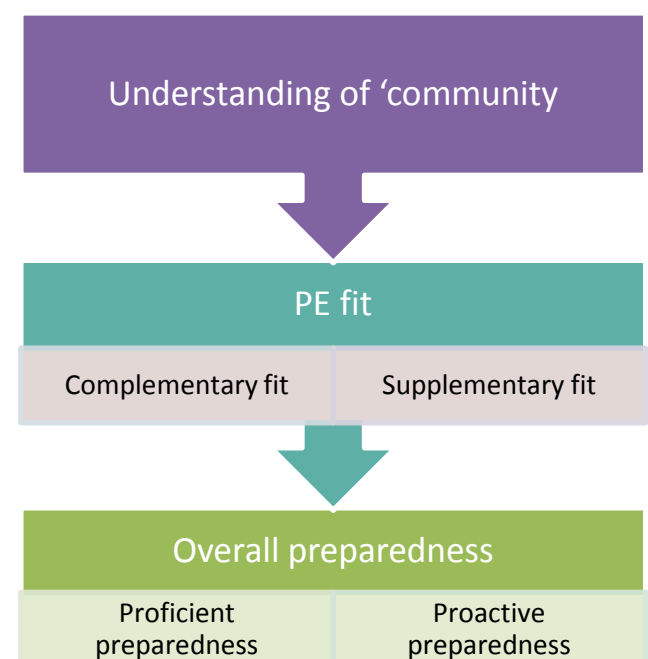 Understanding of ‘community
PE fit
Complementary fit
Supplementary fit
Overall preparedness
Proficient
preparedness
Proactive
preparedness